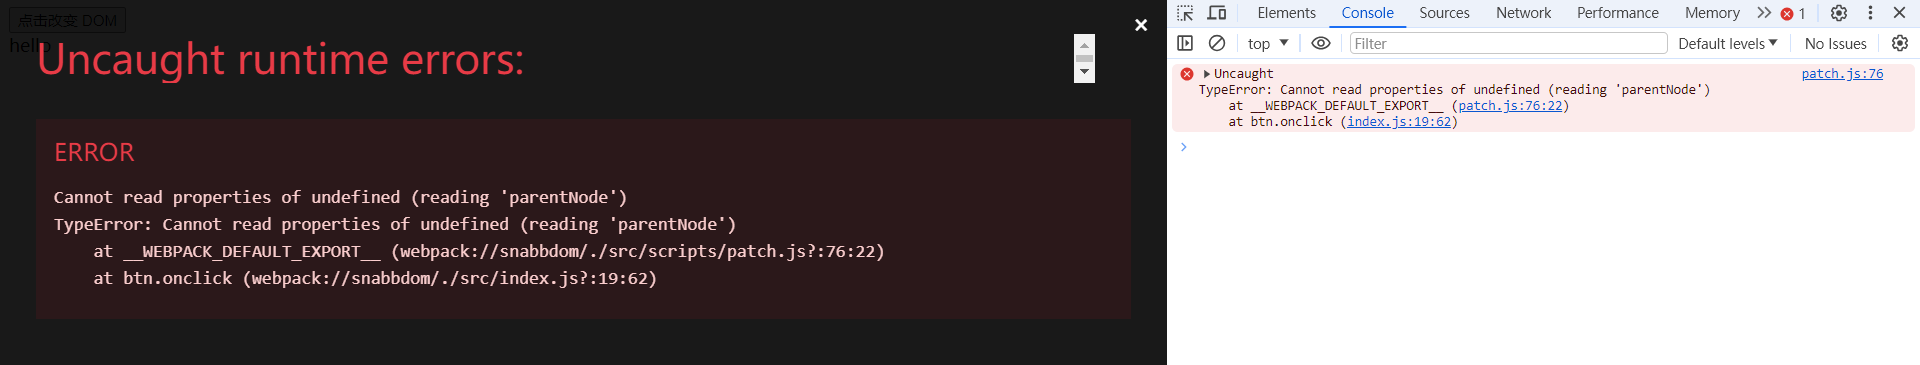 点击改变 DOM
hello
Uncaught runtime errors:
×
ERROR
Cannot read properties of undefined (reading 'parentNode')
TypeError: Cannot read properties of undefined (reading 'parentNode')
at __WEBPACK_DEFAULT_EXPORT__ (webpack://snabbdom/./src/scripts/patch.js?:76:22)
at btn.onclick (webpack://snabbdom/./src/index.js?:19:62)
Elements Console Sources Network Performance Memory 1
top Filter Default levels No Issues
Uncaught patch.js:76
TypeError: Cannot read properties of undefined (reading 'parentNode')
at __WEBPACK_DEFAULT_EXPORT__ (patch.js:76:22)
at btn.onclick (index.js:19:62)